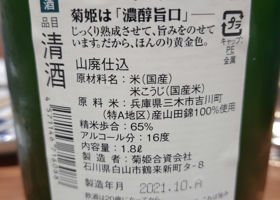 酒
品目
清酒
菊姫は「濃醇旨口」
じっくり熟成させて、旨みをのせてい
ます。だから、ほんのり黄金色。
山廃仕込
原材料名:米(国産)
米こうじ(国産米)
原料米:兵庫県三木市吉川町
(特A地区)産山田錦100%使用
精米歩合:65%
アルコール分:16度
内容量:1.8ℓ
製造者:菊姫合資会社
石川県白山市鶴来新町タ-8
製造年月 2021.10.
プラ
キャップ:
PE
金属